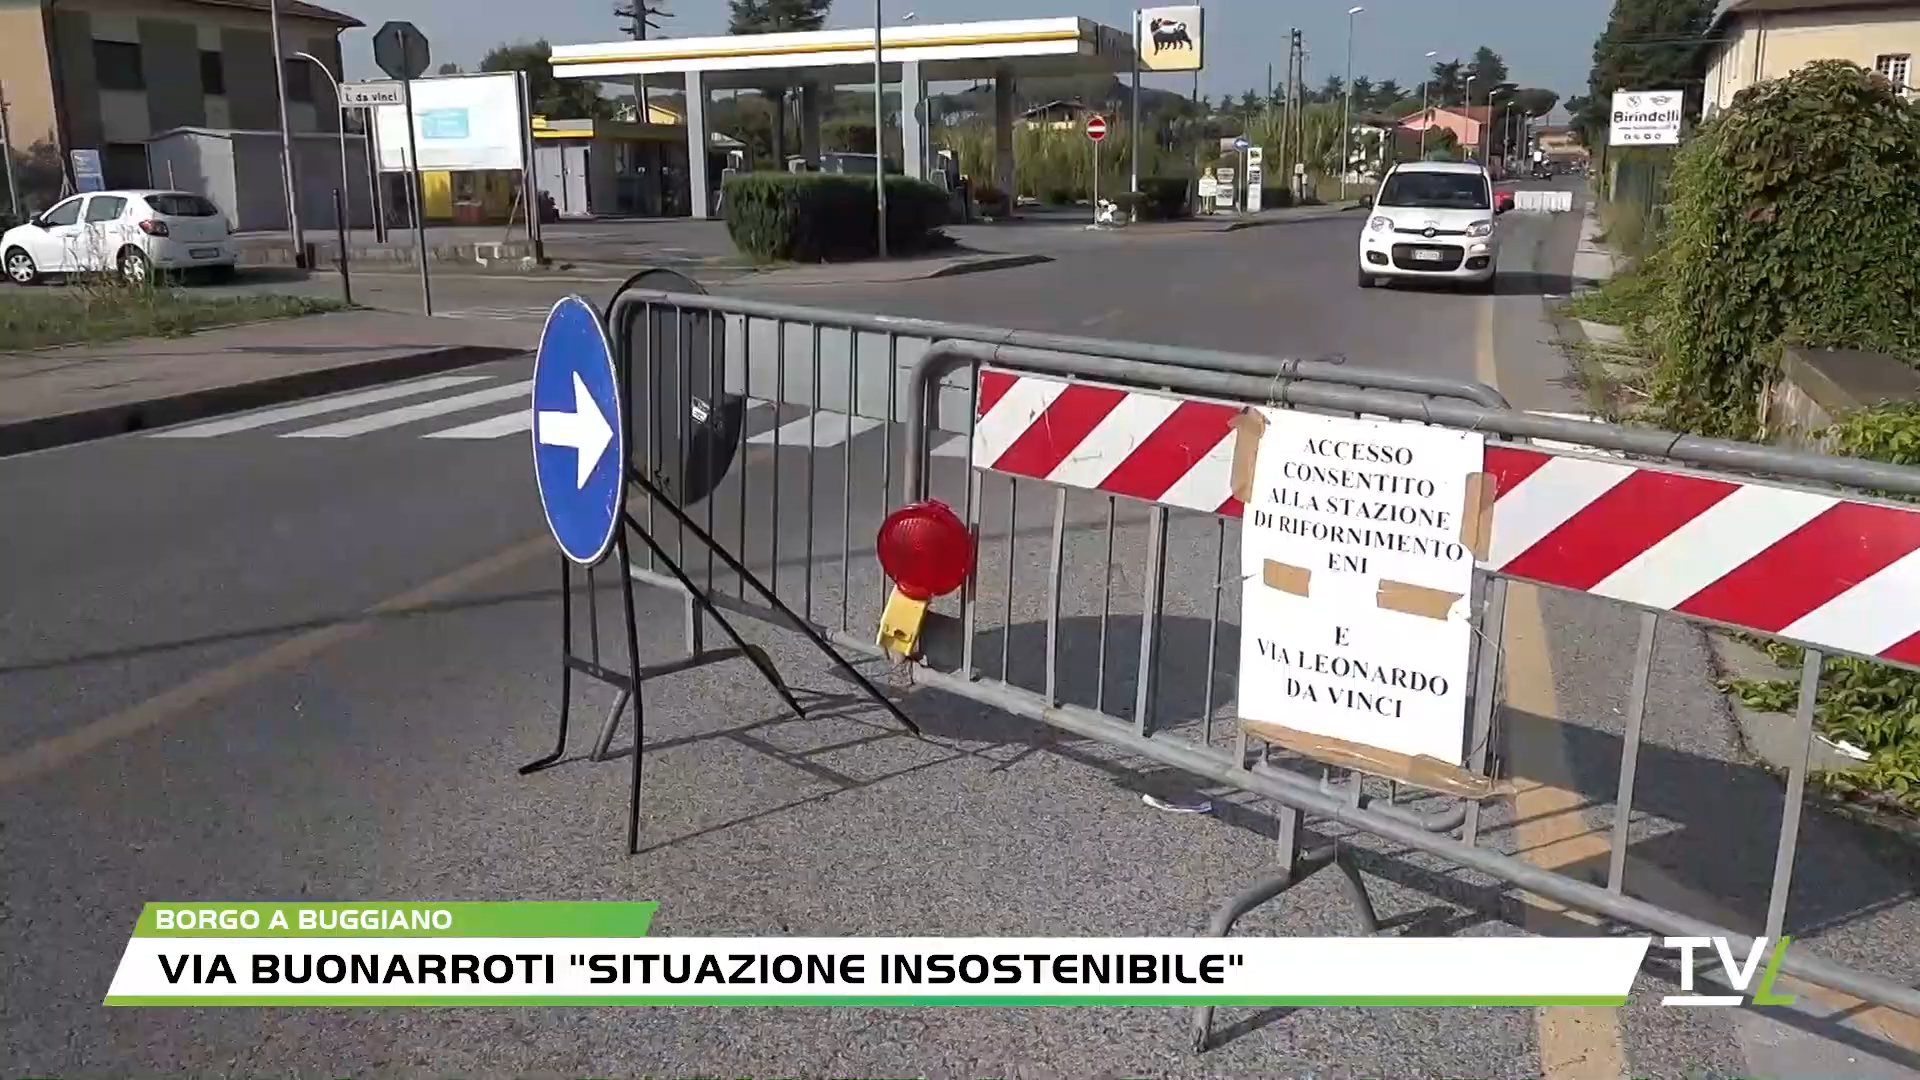 l. da vinci
Birindelli
ACCESSO
CONSENTITO
ALLA STAZIONE
DI RIFORNIMENTO
ENI
E
VIA LEONARDO
DA VINCI
BORGO A BUGGIANO
VIA BUONARROTI "SITUAZIONE INSOSTENIBILE"
TVL